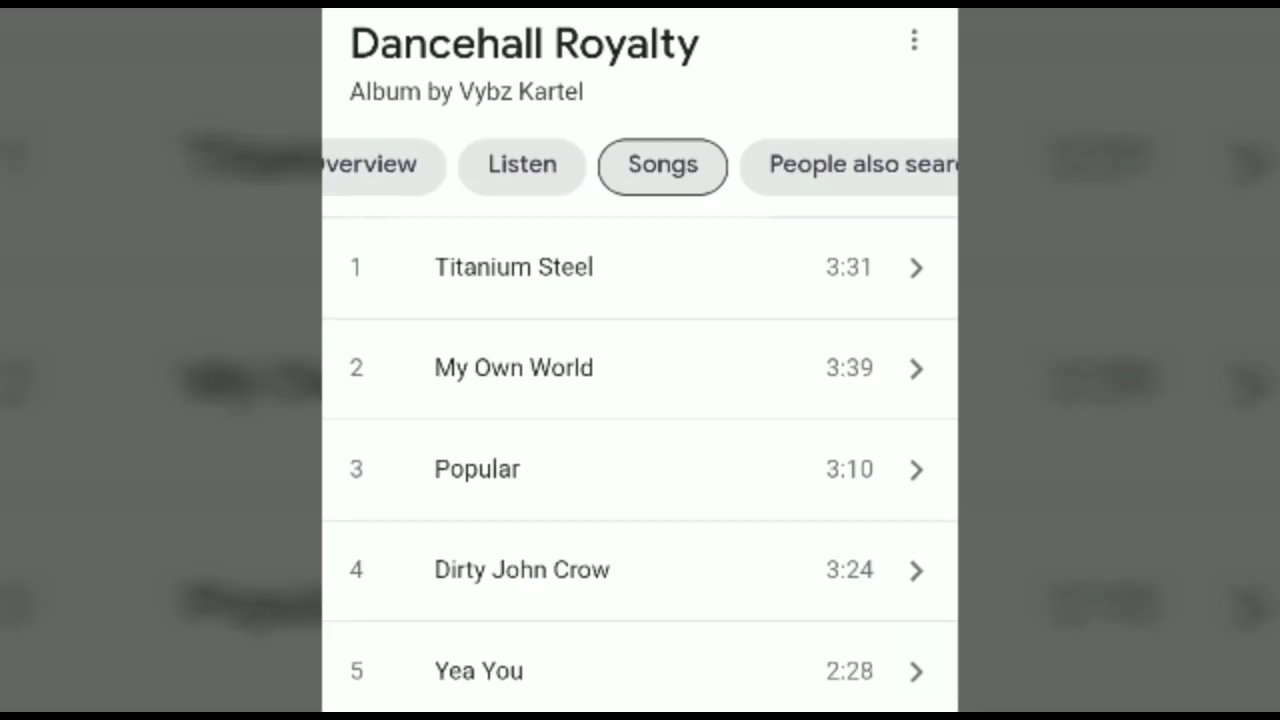 Dancehall Royalty
Album by Vybz Kartel
verview Listen Songs People also sear
1 Titanium Steel 3:31
2 My Own World 3:39
3 Popular 3:10
4 Dirty John Crow 3:24
5 Yea You 2:28